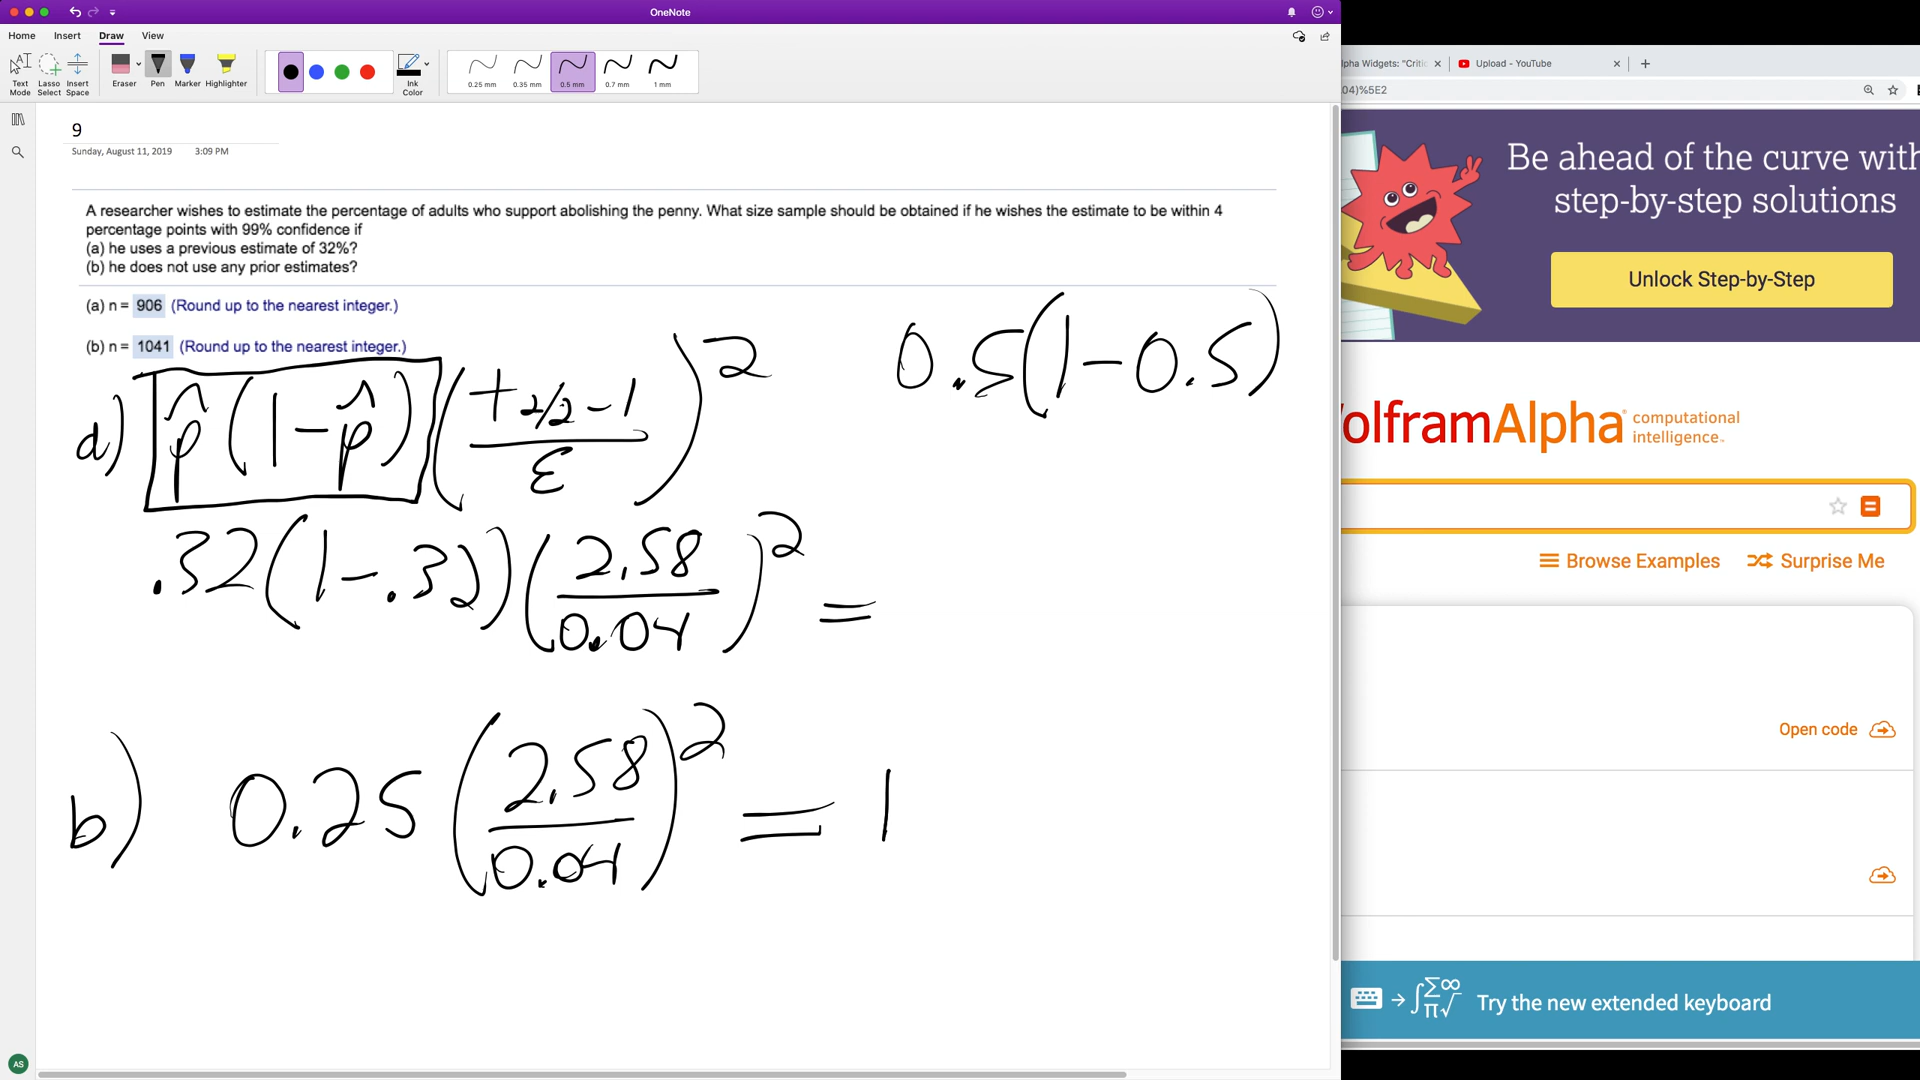 OneNote
Home Insert Draw View
Text Mode Lasso Select Insert Space Eraser Pen Marker Highlighter Ink Color 0.25 mm 0.35 mm 0.5 mm 0.7 mm 1 mm
9
Sunday, August 11, 2019 3:09 PM
A researcher wishes to estimate the percentage of adults who support abolishing the penny. What size sample should be obtained if he wishes the estimate to be within 4
percentage points with 99% confidence if
(a) he uses a previous estimate of 32%?
(b) he does not use any prior estimates?
(a) n = 906 (Round up to the nearest integer.)
(b) n = 1041 (Round up to the nearest integer.)
0.5(1-0.5)
a) p̂(1-p̂)(t 2/2 -1 / ε)²
.32(1-.32)(2.58/0.04)² =
b) 0.25(2.58/0.04)² = 1
AS
lpha Widgets: "Critic Upload - YouTube
04)%5E2
Be ahead of the curve with
step-by-step solutions
Unlock Step-by-Step
olframAlpha computational
intelligence™
Browse Examples Surprise Me
Open code
Try the new extended keyboard